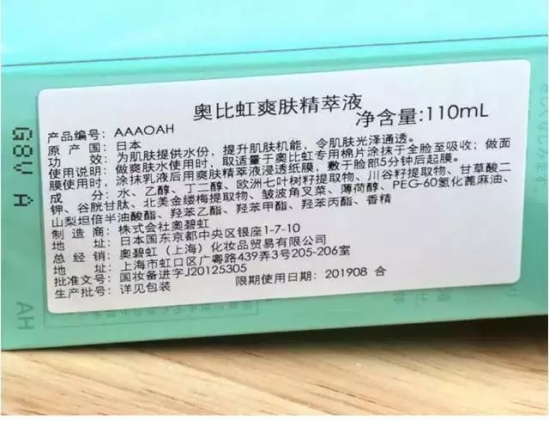 奥比虹爽肤精萃液
产品编号: AAAOAH 净含量:110mL
原产国: 日本
功效: 为肌肤提供水份，提升肌肤机能，令肌肤光泽通透。
使用说明: 做爽肤水使用时，取适量于奥比虹专用棉片涂抹于全脸至吸收；做面
膜使用时，涂抹乳液后用爽肤精萃液浸透纸膜，敷于脸部5分钟后起膜。
成分: 水、乙醇、丁二醇、欧洲七叶树籽提取物、川谷籽提取物、甘草酸二
钾、谷胱甘肽、北美金缕梅提取物、皱波角叉菜、薄荷醇、PEG-60氢化蓖麻油、
山梨坦倍半油酸酯、羟苯乙酯、羟苯甲酯、羟苯丙酯、香精
制造商: 株式会社奥碧虹
地址: 日本国东京都中央区银座1-7-10
总经销: 奥碧虹（上海）化妆品贸易有限公司
地址: 上海市虹口区广粤路439弄3号205-206室
批准文号: 国妆备进字J20125305
生产批号: 详见包装 限期使用日期: 201908 合
G8V A
AH